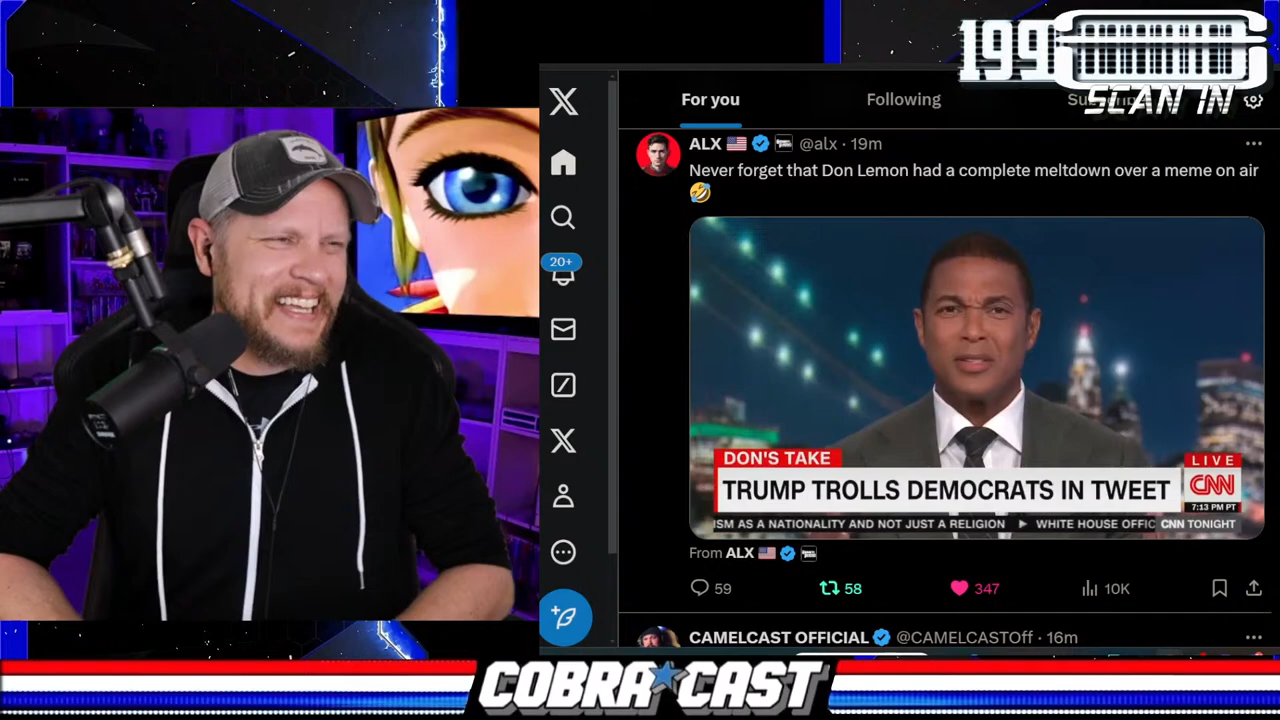 199
SCAN IN
For you
Following
ALX @alx · 19m
Never forget that Don Lemon had a complete meltdown over a meme on air
🤣
20+
DON'S TAKE
TRUMP TROLLS DEMOCRATS IN TWEET
LIVE
CNN
7:13 PM PT
ISM AS A NATIONALITY AND NOT JUST A RELIGION ▶ WHITE HOUSE OFFIC
CNN TONIGHT
From ALX
59
58
347
10K
CAMELCAST OFFICIAL @CAMELCASTOff · 16m
COBRA CAST